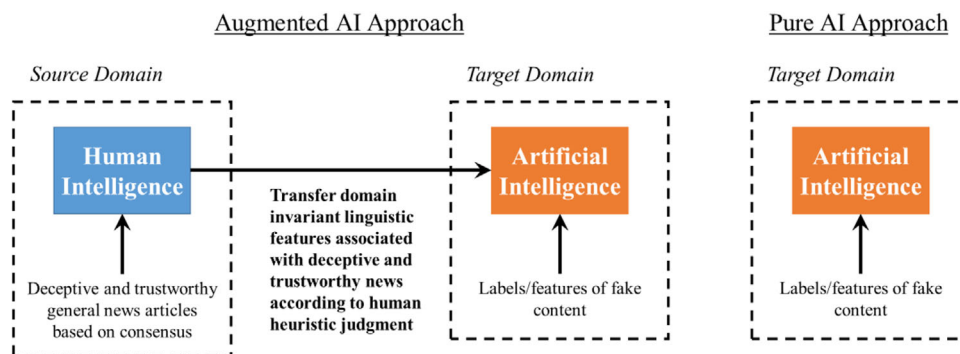 Augmented AI Approach
Pure AI Approach
Source Domain
Target Domain
Target Domain
Human
Intelligence
Artificial
Intelligence
Artificial
Intelligence
Transfer domain
invariant linguistic
features associated
with deceptive and
trustworthy news
according to human
heuristic judgment
Deceptive and trustworthy
general news articles
based on consensus
Labels/features of fake
content
Labels/features of fake
content